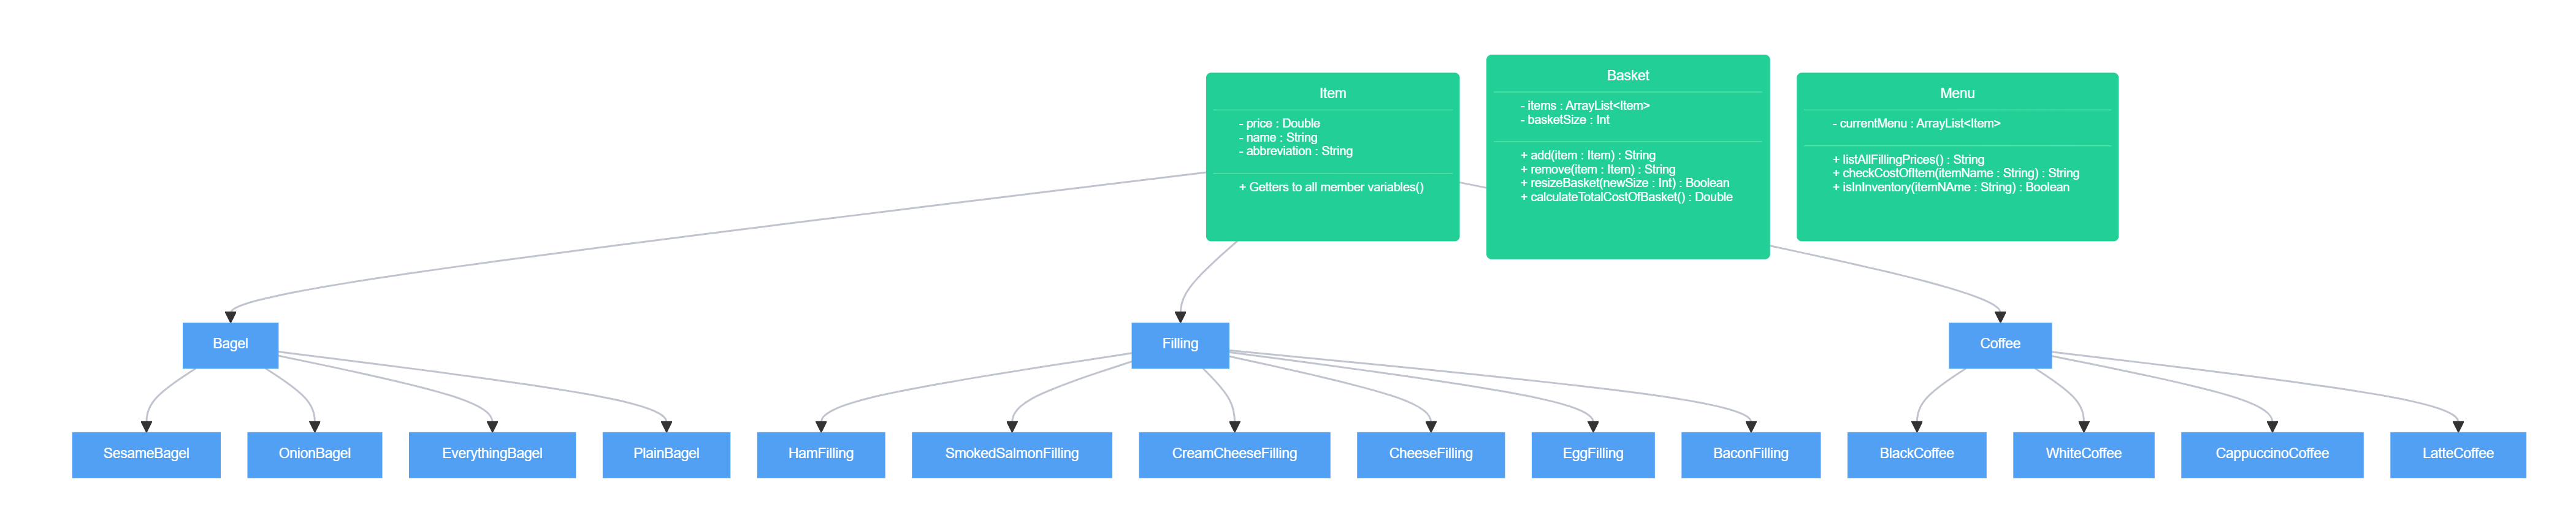 Item
- price : Double
- name : String
- abbreviation : String
+ Getters to all member variables()
Basket
- items : ArrayList<Item>
- basketSize : Int
+ add(item : Item) : String
+ remove(item : Item) : String
+ resizeBasket(newSize : Int) : Boolean
+ calculateTotalCostOfBasket() : Double
Menu
- currentMenu : ArrayList<Item>
+ listAllFillingPrices() : String
+ checkCostOfItem(itemName : String) : String
+ isInInventory(itemNAme : String) : Boolean
Bagel
Filling
Coffee
SesameBagel
OnionBagel
EverythingBagel
PlainBagel
HamFilling
SmokedSalmonFilling
CreamCheeseFilling
CheeseFilling
EggFilling
BaconFilling
BlackCoffee
WhiteCoffee
CappuccinoCoffee
LatteCoffee